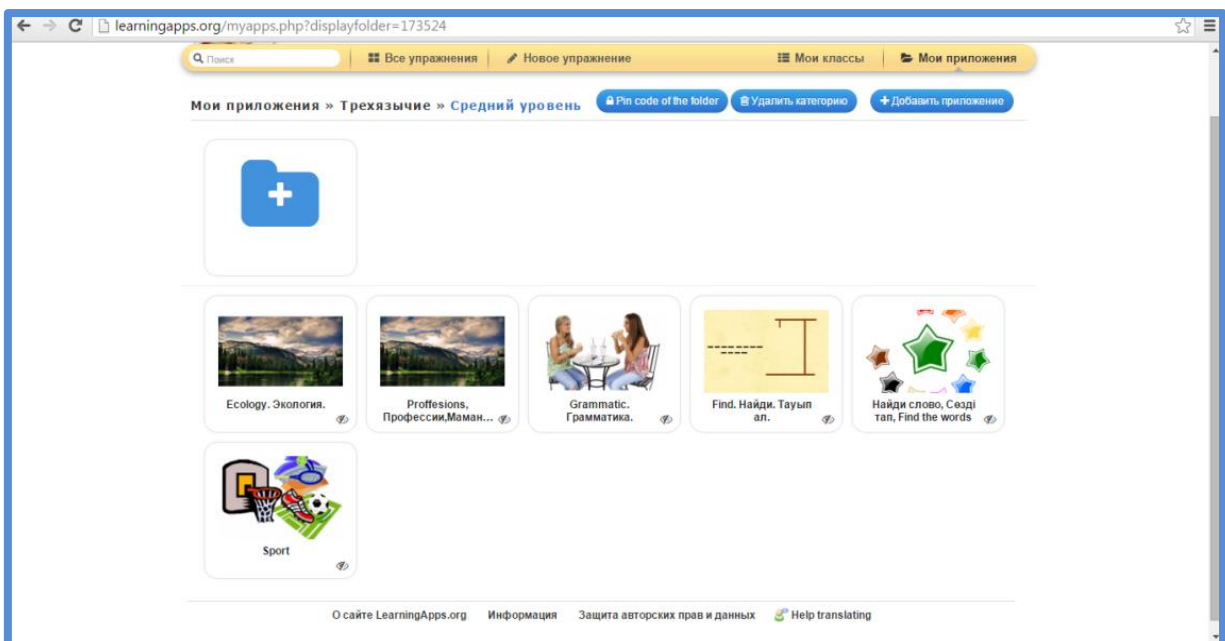 learningapps.org/myapps.php?displayfolder=173524
Поиск Все упражнения Новое упражнение Мои классы Мои приложения
Мои приложения » Трехязычие » Средний уровень Pin code of the folder Удалить категорию Добавить приложение
Ecology. Экология.
Proffesions,
Профессии,Маман...
Grammatic.
Грамматика.
Find. Найди. Тауып
ал.
Найди слово, Сөзді
тап, Find the words
Sport
О сайте LearningApps.org Информация Защита авторских прав и данных Help translating